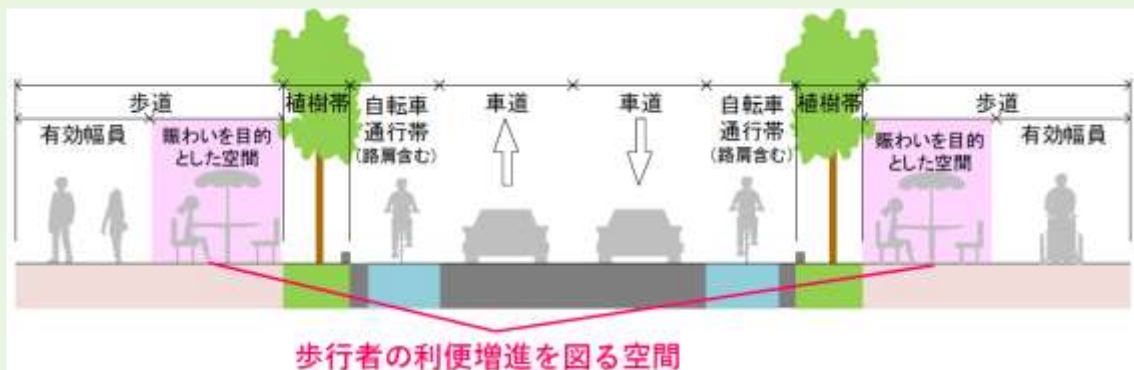 歩道
植樹帯
自転車
通行帯
(路肩含む)
車道
車道
自転車
通行帯
(路肩含む)
植樹帯
歩道
有効幅員
賑わいを目的
とした空間
賑わいを目的
とした空間
有効幅員
歩行者の利便増進を図る空間